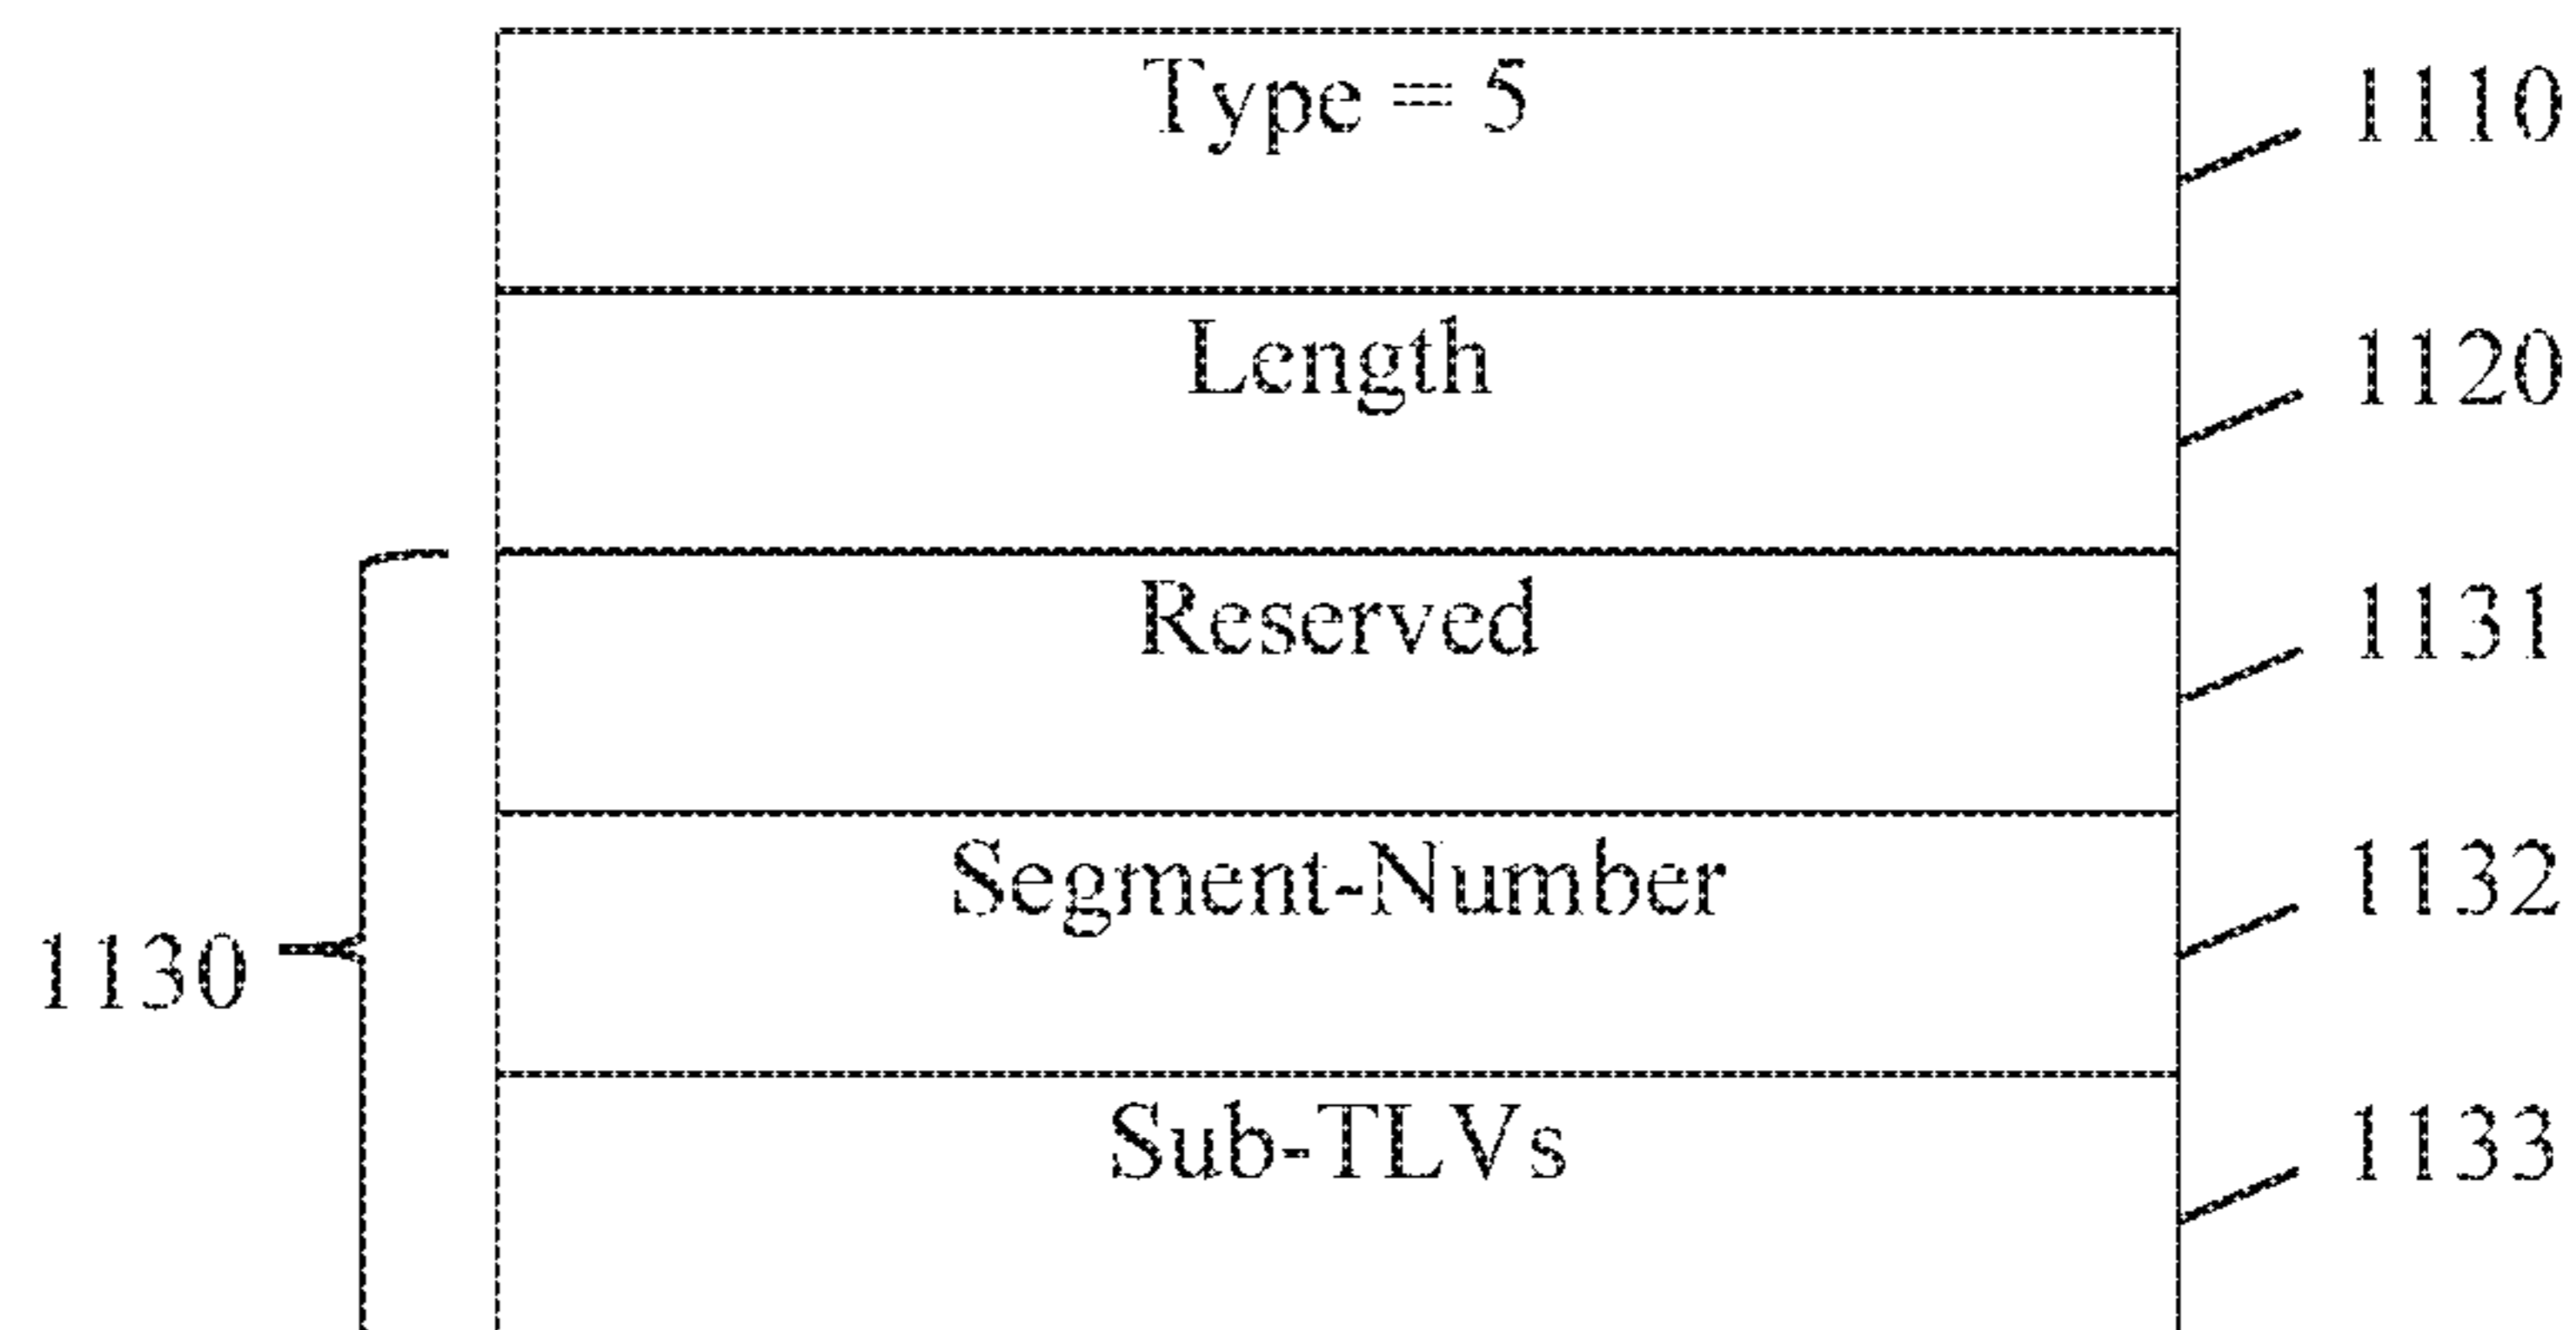 Type = 5
1110
Length
1120
Reserved
1131
Segment-Number
1132
1130
Sub-TLVs
1133